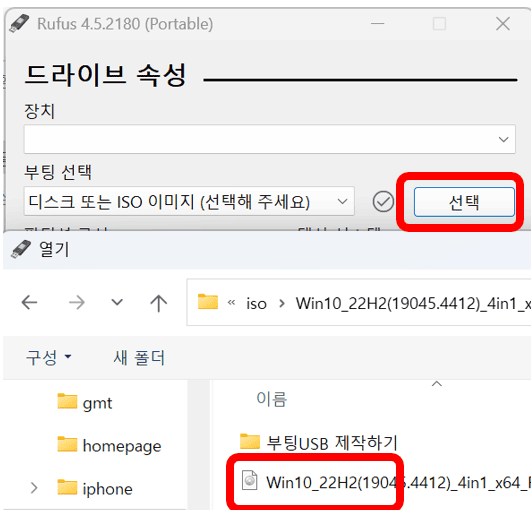 Rufus 4.5.2180 (Portable)
드라이브 속성
장치
부팅 선택
디스크 또는 ISO 이미지 (선택해 주세요)
선택
열기
« iso > Win10_22H2(19045.4412)_4in1_x
구성 새 폴더
이름
gmt
부팅USB 제작하기
homepage
Win10_22H2(19045.4412)_4in1_x64_
iphone